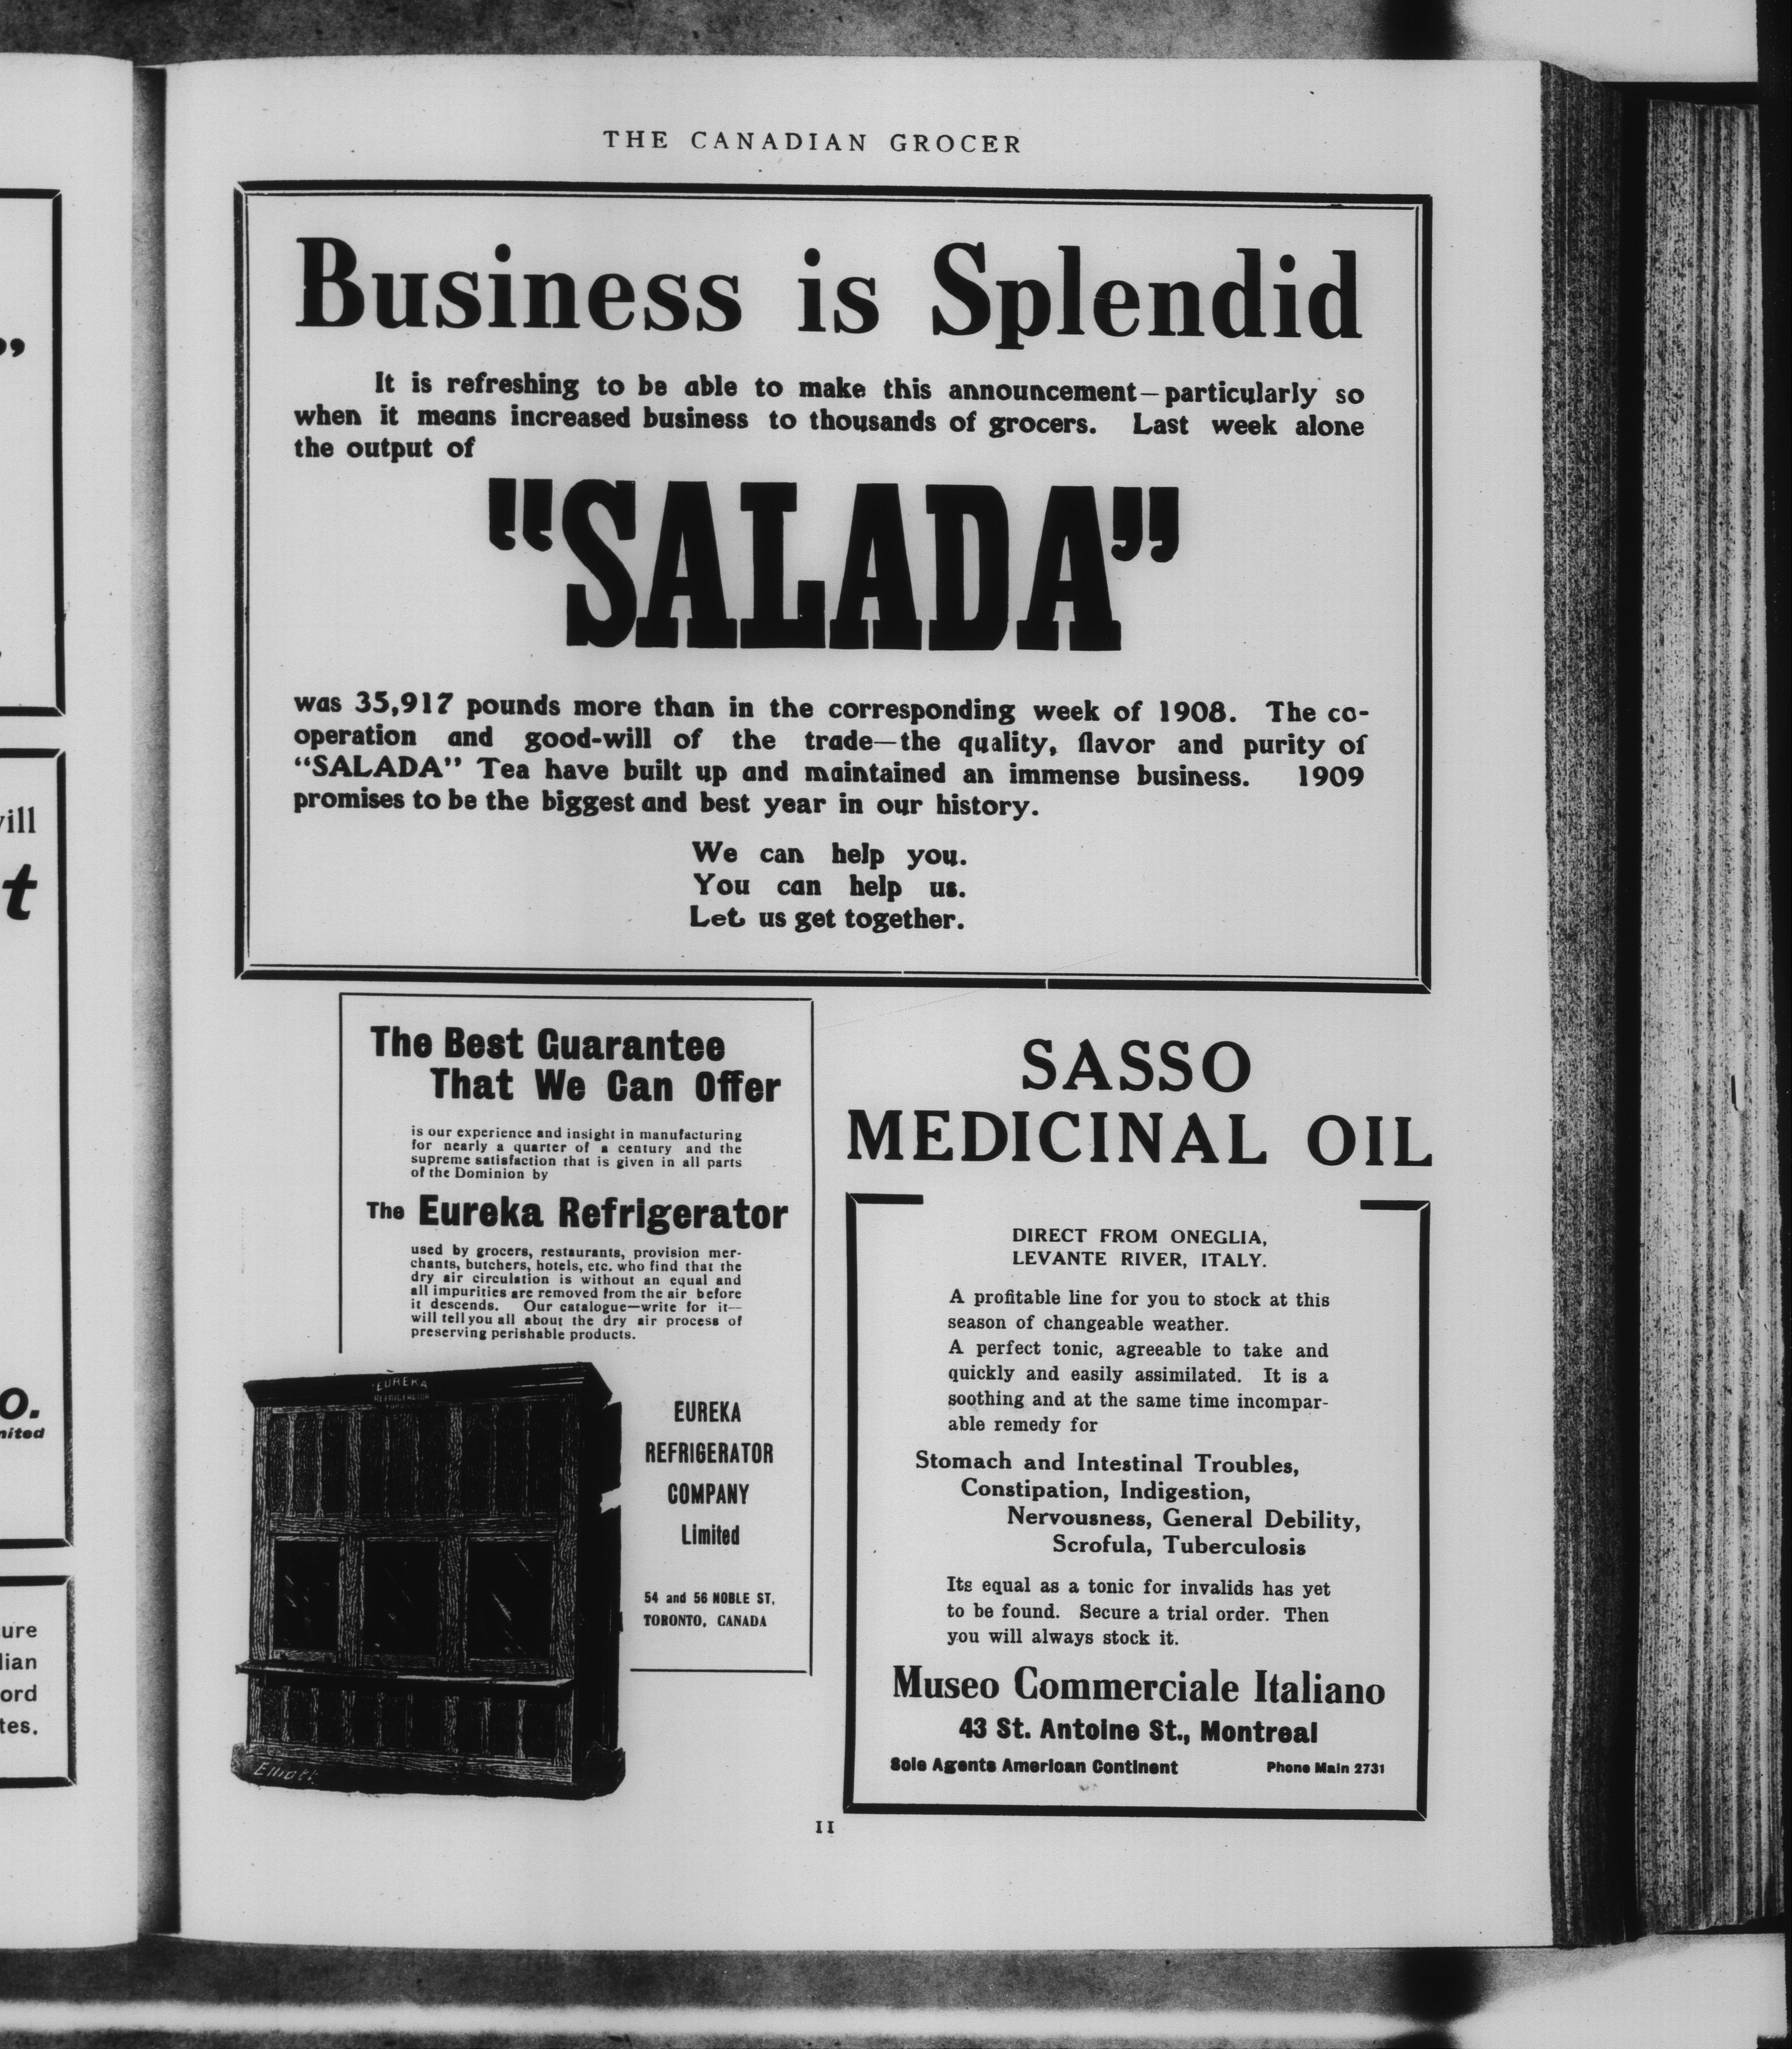 THE CANADIAN GROCER
Business is Splendid
It is refreshing to be able to make this announcement—particularly so
when it means increased business to thousands of grocers. Last week alone
the output of
"SALADA"
was 35,917 pounds more than in the corresponding week of 1908. The co-
operation and good-will of the trade—the quality, flavor and purity of
"SALADA" Tea have built up and maintained an immense business. 1909
promises to be the biggest and best year in our history.
We can help you.
You can help us.
Let us get together.
The Best Guarantee
That We Can Offer
is our experience and insight in manufacturing
for nearly a quarter of a century and the
supreme satisfaction that is given in all parts
of the Dominion by
The Eureka Refrigerator
used by grocers, restaurants, provision mer-
chants, butchers, hotels, etc. who find that the
dry air circulation is without an equal and
all impurities are removed from the air before
it descends. Our catalogue—write for it—
will tell you all about the dry air process of
preserving perishable products.
EUREKA
REFRIGERATOR
EUREKA
REFRIGERATOR
COMPANY
Limited
54 and 56 NOBLE ST,
TORONTO, CANADA
Elliott
SASSO
MEDICINAL OIL
DIRECT FROM ONEGLIA,
LEVANTE RIVER, ITALY.
A profitable line for you to stock at this
season of changeable weather.
A perfect tonic, agreeable to take and
quickly and easily assimilated. It is a
soothing and at the same time incompar-
able remedy for
Stomach and Intestinal Troubles,
Constipation, Indigestion,
Nervousness, General Debility,
Scrofula, Tuberculosis
Its equal as a tonic for invalids has yet
to be found. Secure a trial order. Then
you will always stock it.
Museo Commerciale Italiano
43 St. Antoine St., Montreal
Sole Agents American Continent Phone Main 2731
11